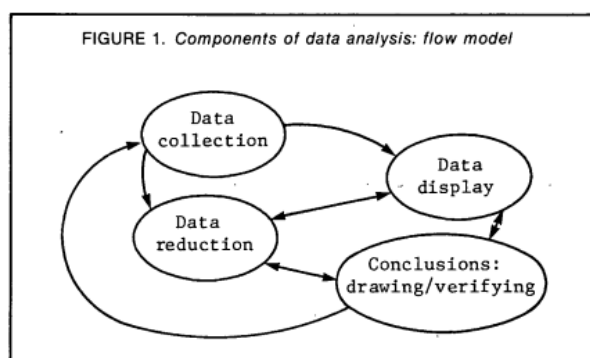 FIGURE 1. Components of data analysis: flow model
Data
collection
Data
display
Data
reduction
Conclusions:
drawing/verifying